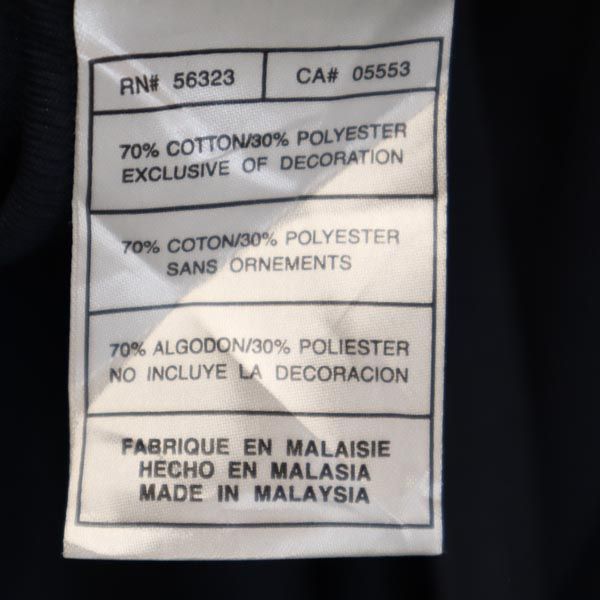 RN# 56323 CA# 05553
70% COTTON/30% POLYESTER
EXCLUSIVE OF DECORATION
70% COTON/30% POLYESTER
SANS ORNEMENTS
70% ALGODON/30% POLIESTER
NO INCLUYE LA DECORACION
FABRIQUE EN MALAISIE
HECHO EN MALASIA
MADE IN MALAYSIA